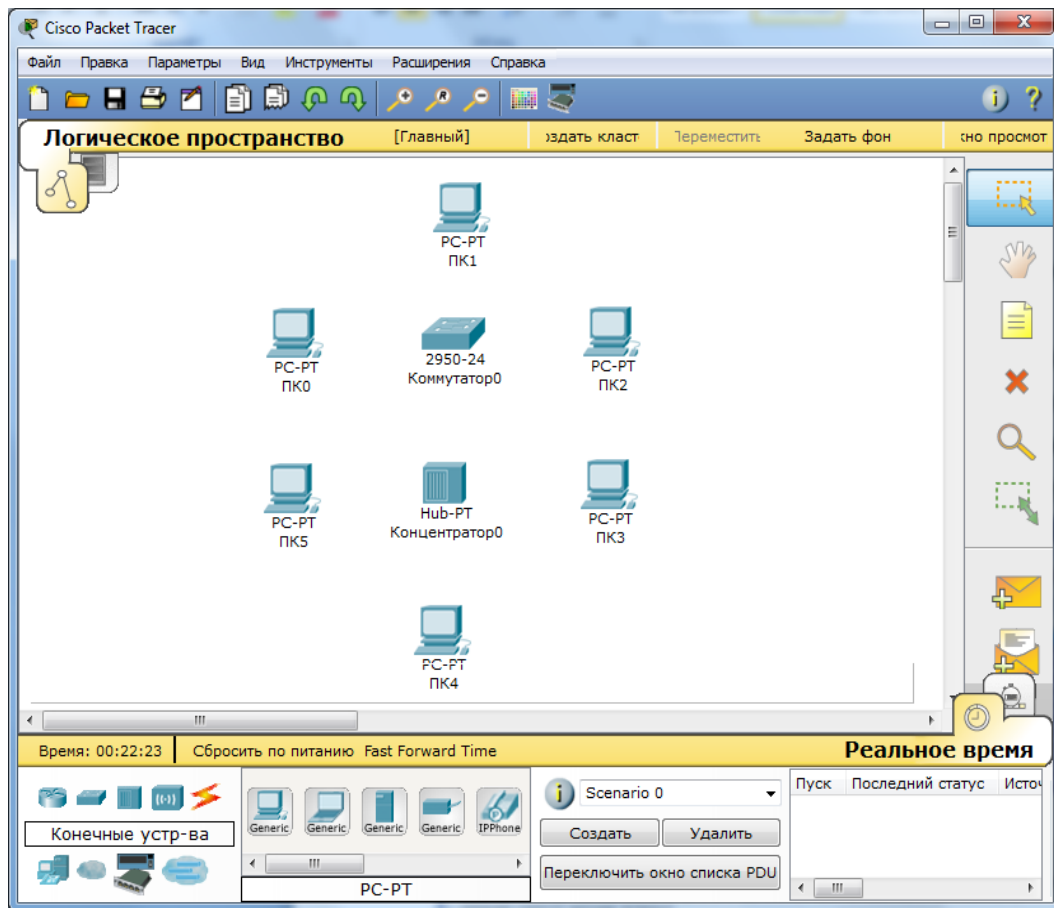 Cisco Packet Tracer
Файл Правка Параметры Вид Инструменты Расширения Справка
Логическое пространство [Главный] оздать класт Переместить Задать фон сно просмот
PC-PT
ПК1
PC-PT
ПК0
2950-24
Коммутатор0
PC-PT
ПК2
PC-PT
ПК5
Hub-PT
Концентратор0
PC-PT
ПК3
PC-PT
ПК4
Время: 00:22:23 Сбросить по питанию Fast Forward Time Реальное время
Конечные устр-ва
Generic Generic Generic Generic IPPhone
PC-PT
Scenario 0
Создать Удалить
Переключить окно списка PDU
Пуск Последний статус Источ